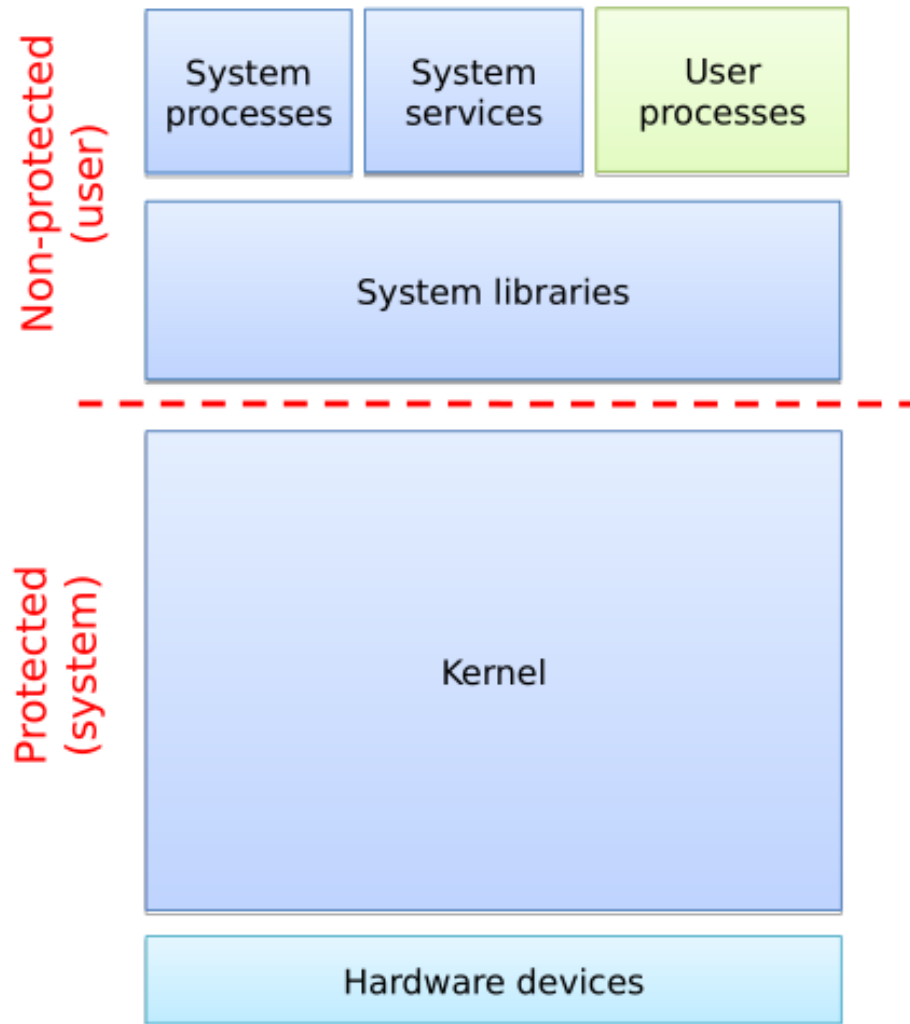 Non-protected
(user)
System
processes
System
services
User
processes
System libraries
Protected
(system)
Kernel
Hardware devices